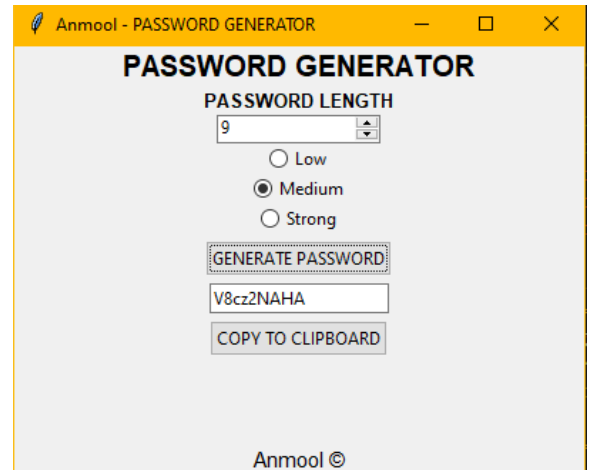 Anmool - PASSWORD GENERATOR
PASSWORD GENERATOR
PASSWORD LENGTH
9
Low
Medium
Strong
GENERATE PASSWORD
V8cz2NAHA
COPY TO CLIPBOARD
Anmool ©